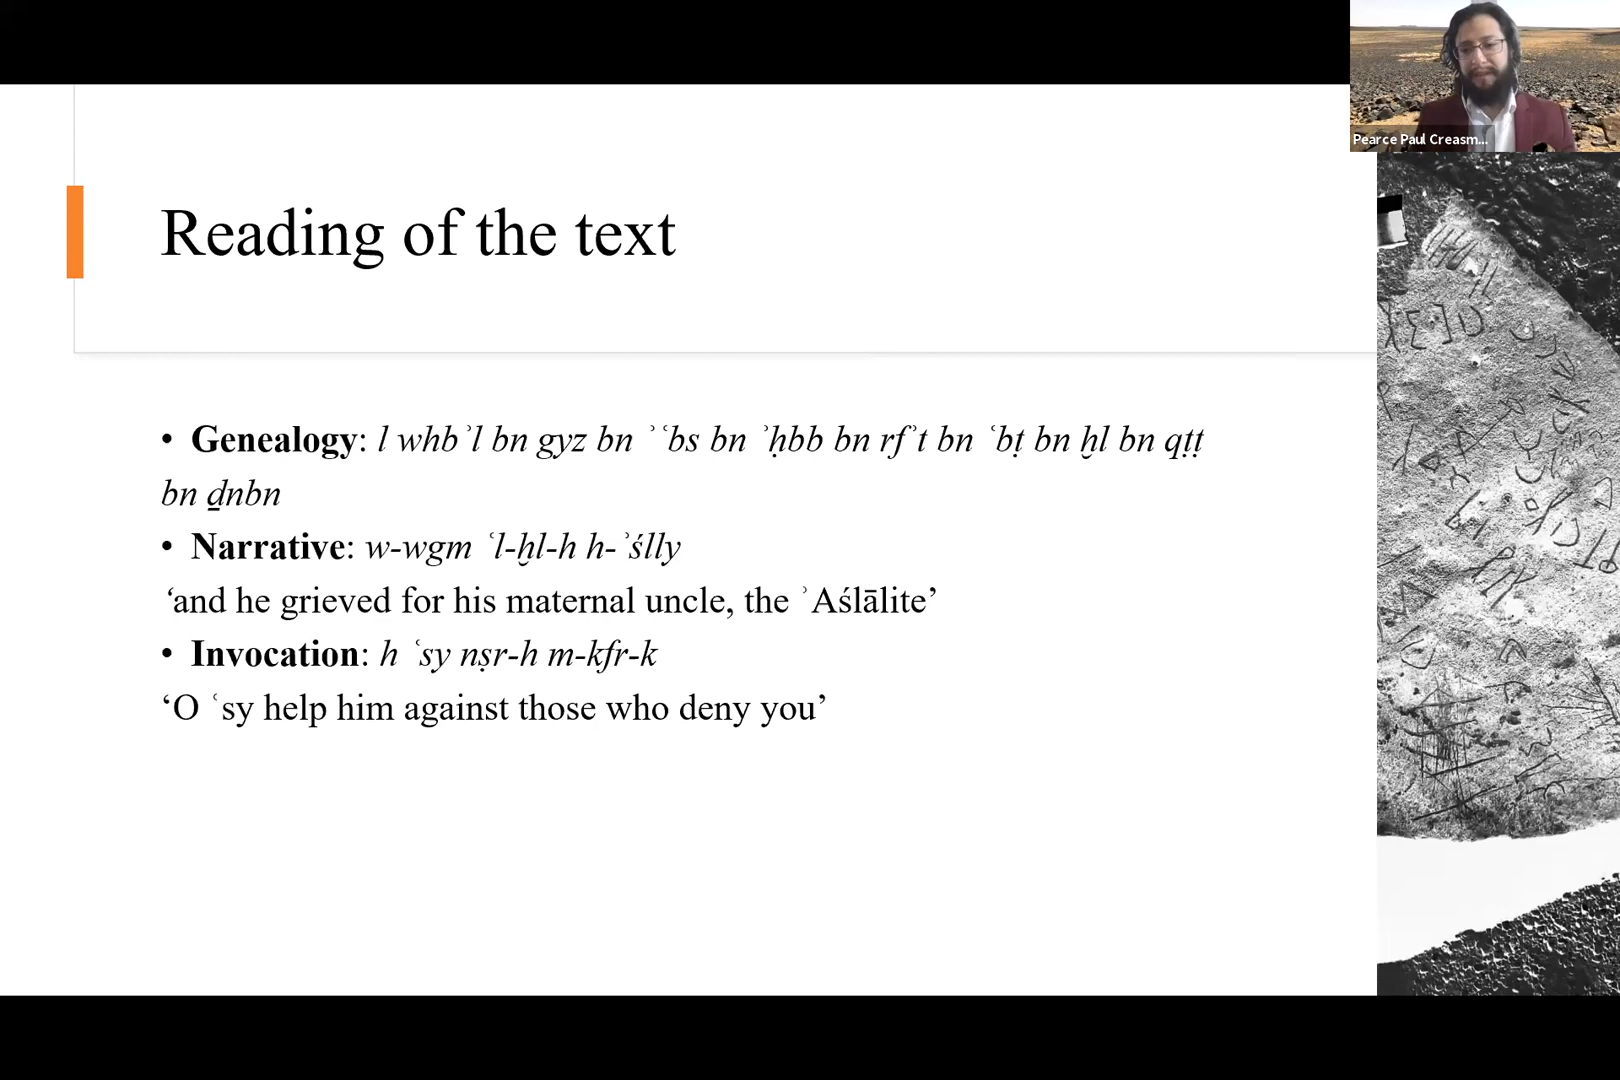 Pearce Paul Creasm...
Reading of the text
• Genealogy: l whbʾl bn gyz bn ʾʿbs bn ʾḥbb bn rfʾt bn ʿbṭ bn ḫl bn qṭṭ
bn ḏnbn
• Narrative: w-wgm ʿl-ḫl-h h-ʾślly
‘and he grieved for his maternal uncle, the ʾAślālite’
• Invocation: h ʿsy nṣr-h m-kfr-k
‘O ʿsy help him against those who deny you’